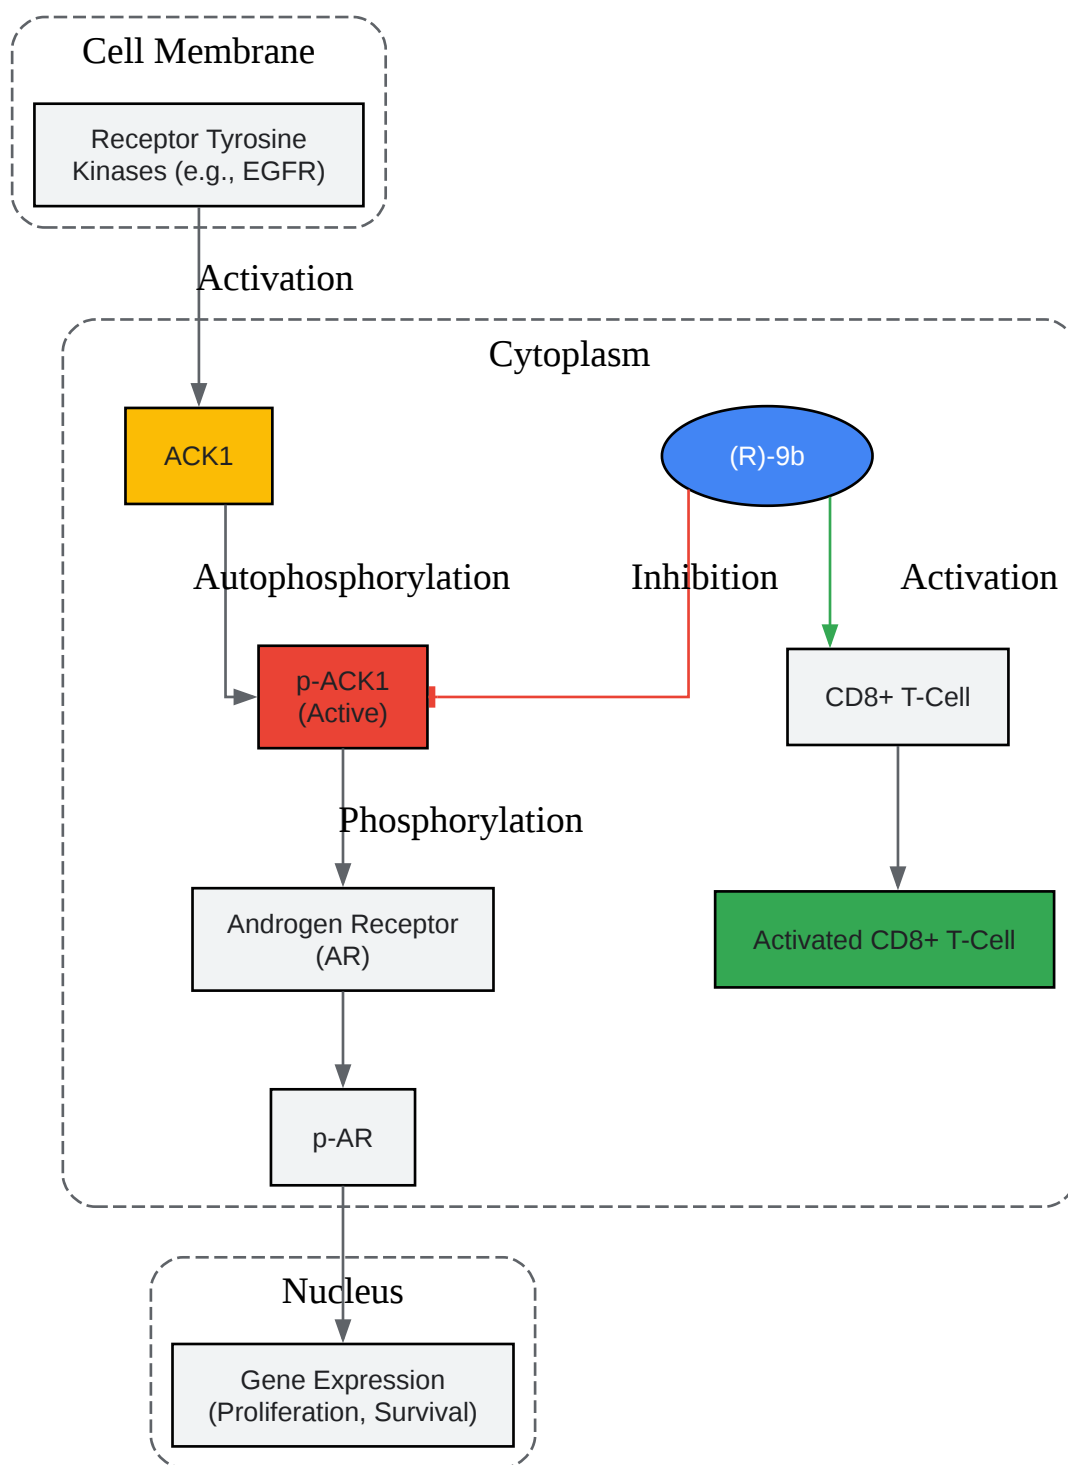 Cell Membrane
Receptor Tyrosine
Kinases (e.g., EGFR)
Activation
Cytoplasm
ACK1
(R)-9b
Autophosphorylation
Inhibition
Activation
p-ACK1
(Active)
CD8+ T-Cell
Phosphorylation
Androgen Receptor
(AR)
Activated CD8+ T-Cell
p-AR
Nucleus
Gene Expression
(Proliferation, Survival)